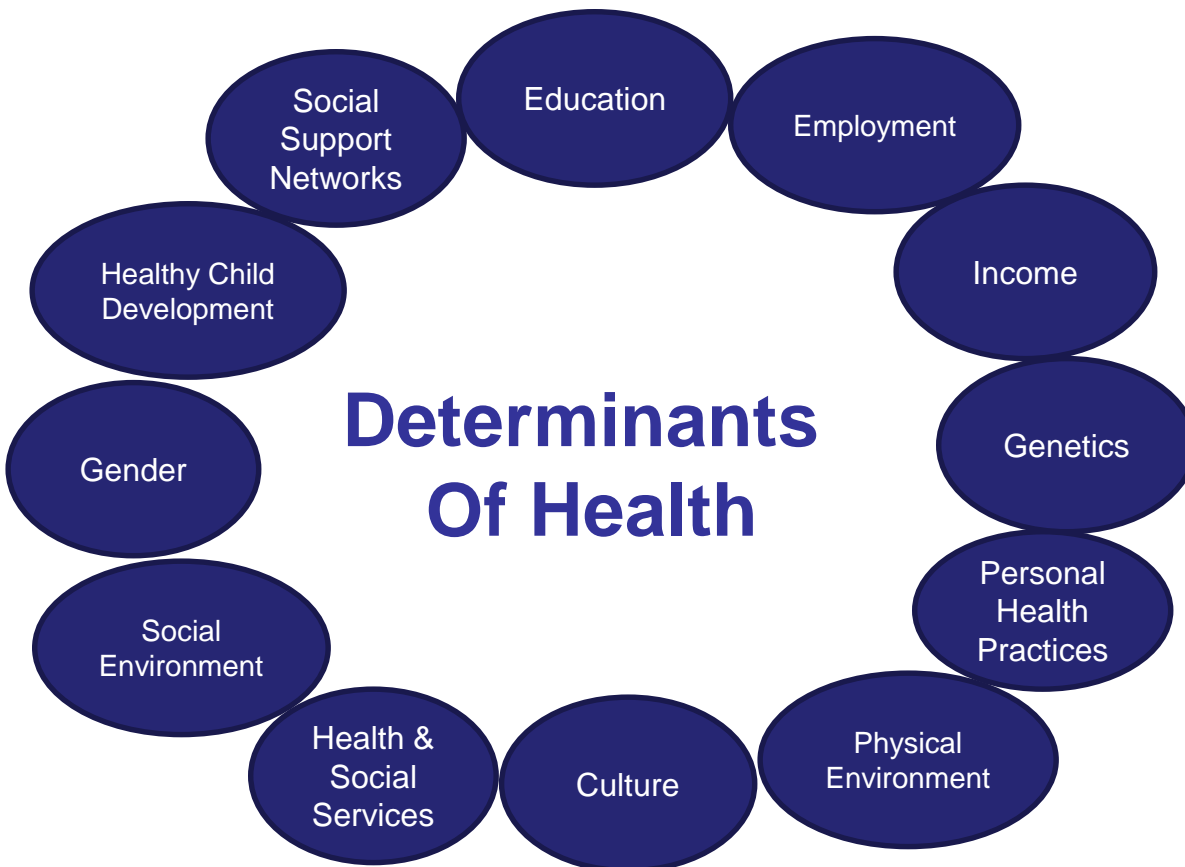 Education
Employment
Income
Genetics
Personal
Health
Practices
Physical
Environment
Culture
Health &
Social
Services
Social
Environment
Gender
Healthy Child
Development
Social
Support
Networks
Determinants
Of Health